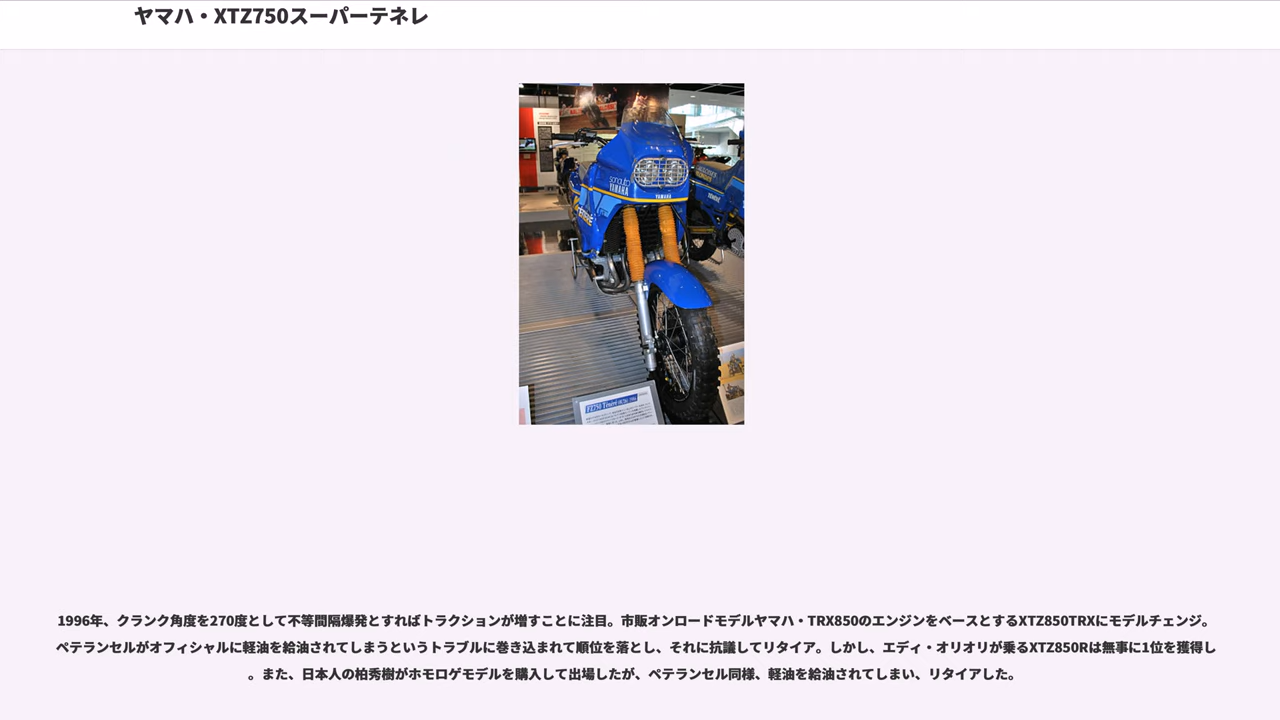 ヤマハ・XTZ750スーパーテネレ
sonauto
YAMAHA
YAMAHA
1996年、クランク角度を270度として不等間隔爆発とすればトラクションが増すことに注目。市販オンロードモデルヤマハ・TRX850のエンジンをベースとするXTZ850TRXにモデルチェンジ。
ペテランセルがオフィシャルに軽油を給油されてしまうというトラブルに巻き込まれて順位を落とし、それに抗議してリタイア。しかし、エディ・オリオリが乗るXTZ850Rは無事に1位を獲得し
。また、日本人の柏秀樹がホモロゲモデルを購入して出場したが、ペテランセル同様、軽油を給油されてしまい、リタイアした。